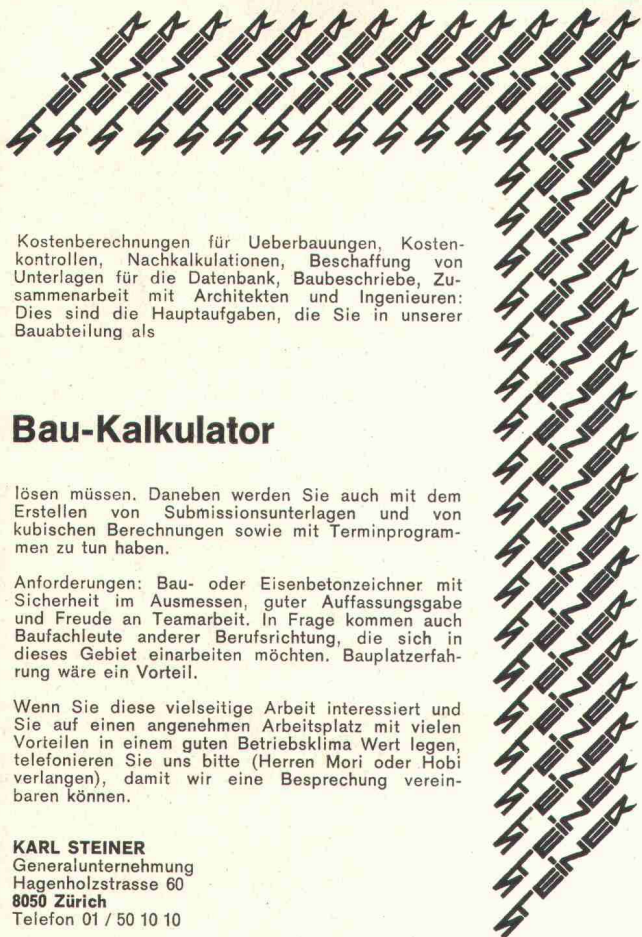 Kostenberechnungen für Ueberbauungen, Kosten-
kontrollen, Nachkalkulationen, Beschaffung von
Unterlagen für die Datenbank, Baubeschriebe, Zu-
sammenarbeit mit Architekten und Ingenieuren:
Dies sind die Hauptaufgaben, die Sie in unserer
Bauabteilung als
Bau-Kalkulator
lösen müssen. Daneben werden Sie auch mit dem
Erstellen von Submissionsunterlagen und von
kubischen Berechnungen sowie mit Terminprogram-
men zu tun haben.
Anforderungen: Bau- oder Eisenbetonzeichner mit
Sicherheit im Ausmessen, guter Auffassungsgabe
und Freude an Teamarbeit. In Frage kommen auch
Baufachleute anderer Berufsrichtung, die sich in
dieses Gebiet einarbeiten möchten. Bauplatzerfah-
rung wäre ein Vorteil.
Wenn Sie diese vielseitige Arbeit interessiert und
Sie auf einen angenehmen Arbeitsplatz mit vielen
Vorteilen in einem guten Betriebsklima Wert legen,
telefonieren Sie uns bitte (Herren Mori oder Hobi
verlangen), damit wir eine Besprechung verein-
baren können.
KARL STEINER
Generalunternehmung
Hagenholzstrasse 60
8050 Zürich
Telefon 01 / 50 10 10